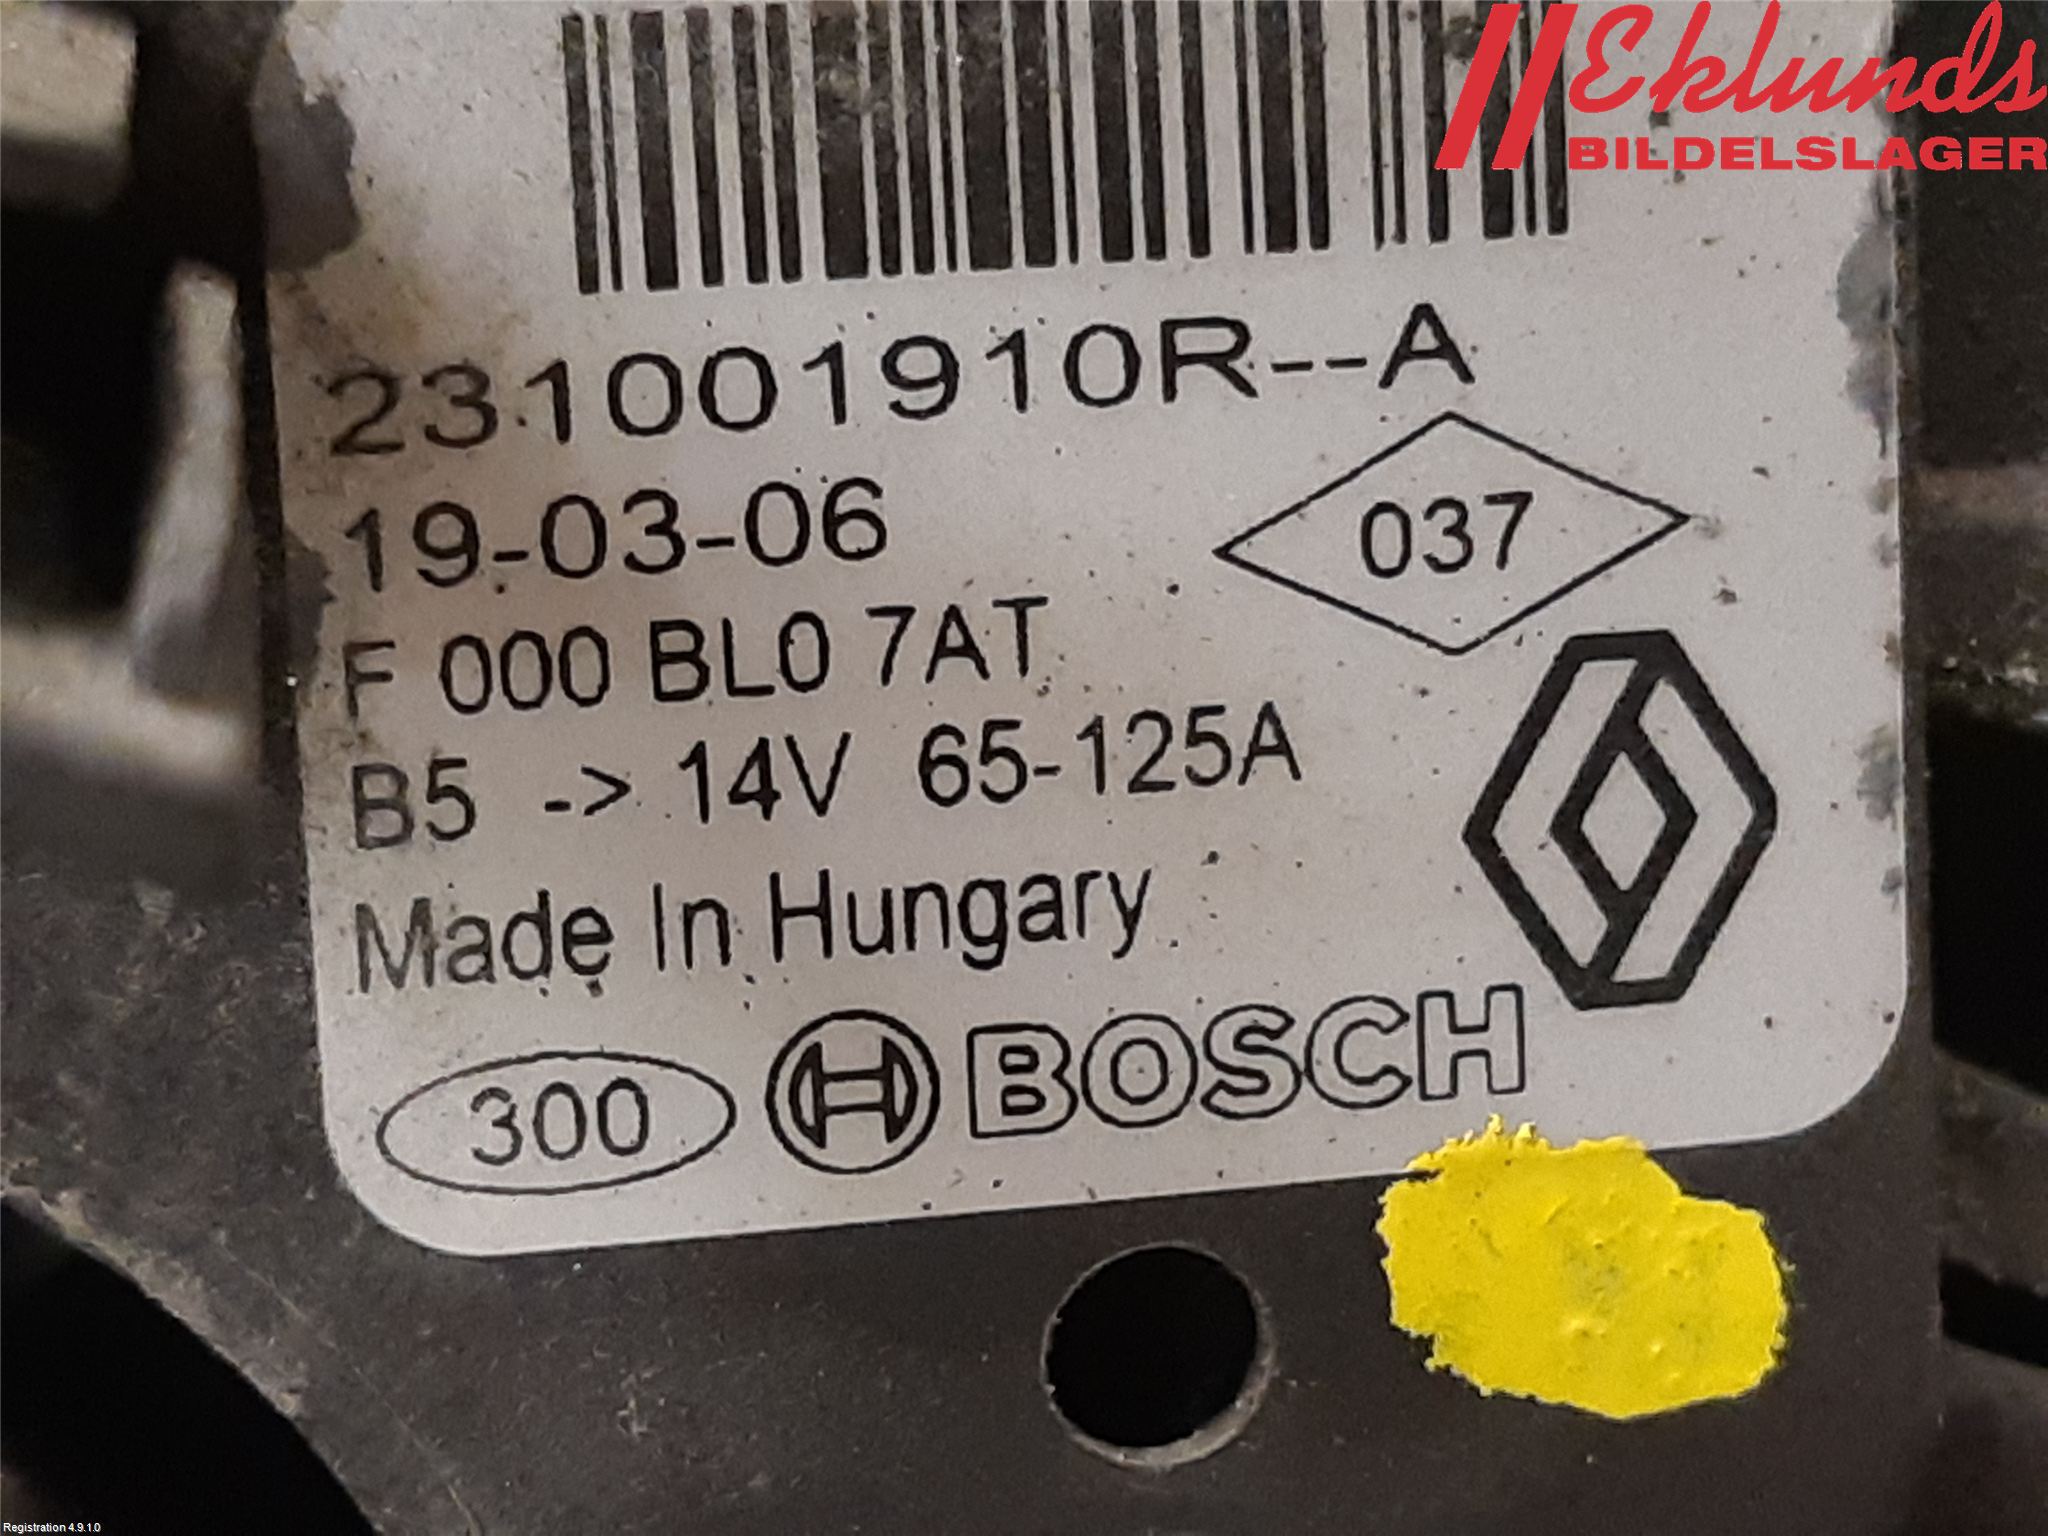 Eklunds
BILDELSLAGER
231001910R--A
19-03-06
037
F 000 BL0 7AT
B5 -> 14V 65-125A
Made In Hungary
300
BOSCH
Registration 4.9.1.0